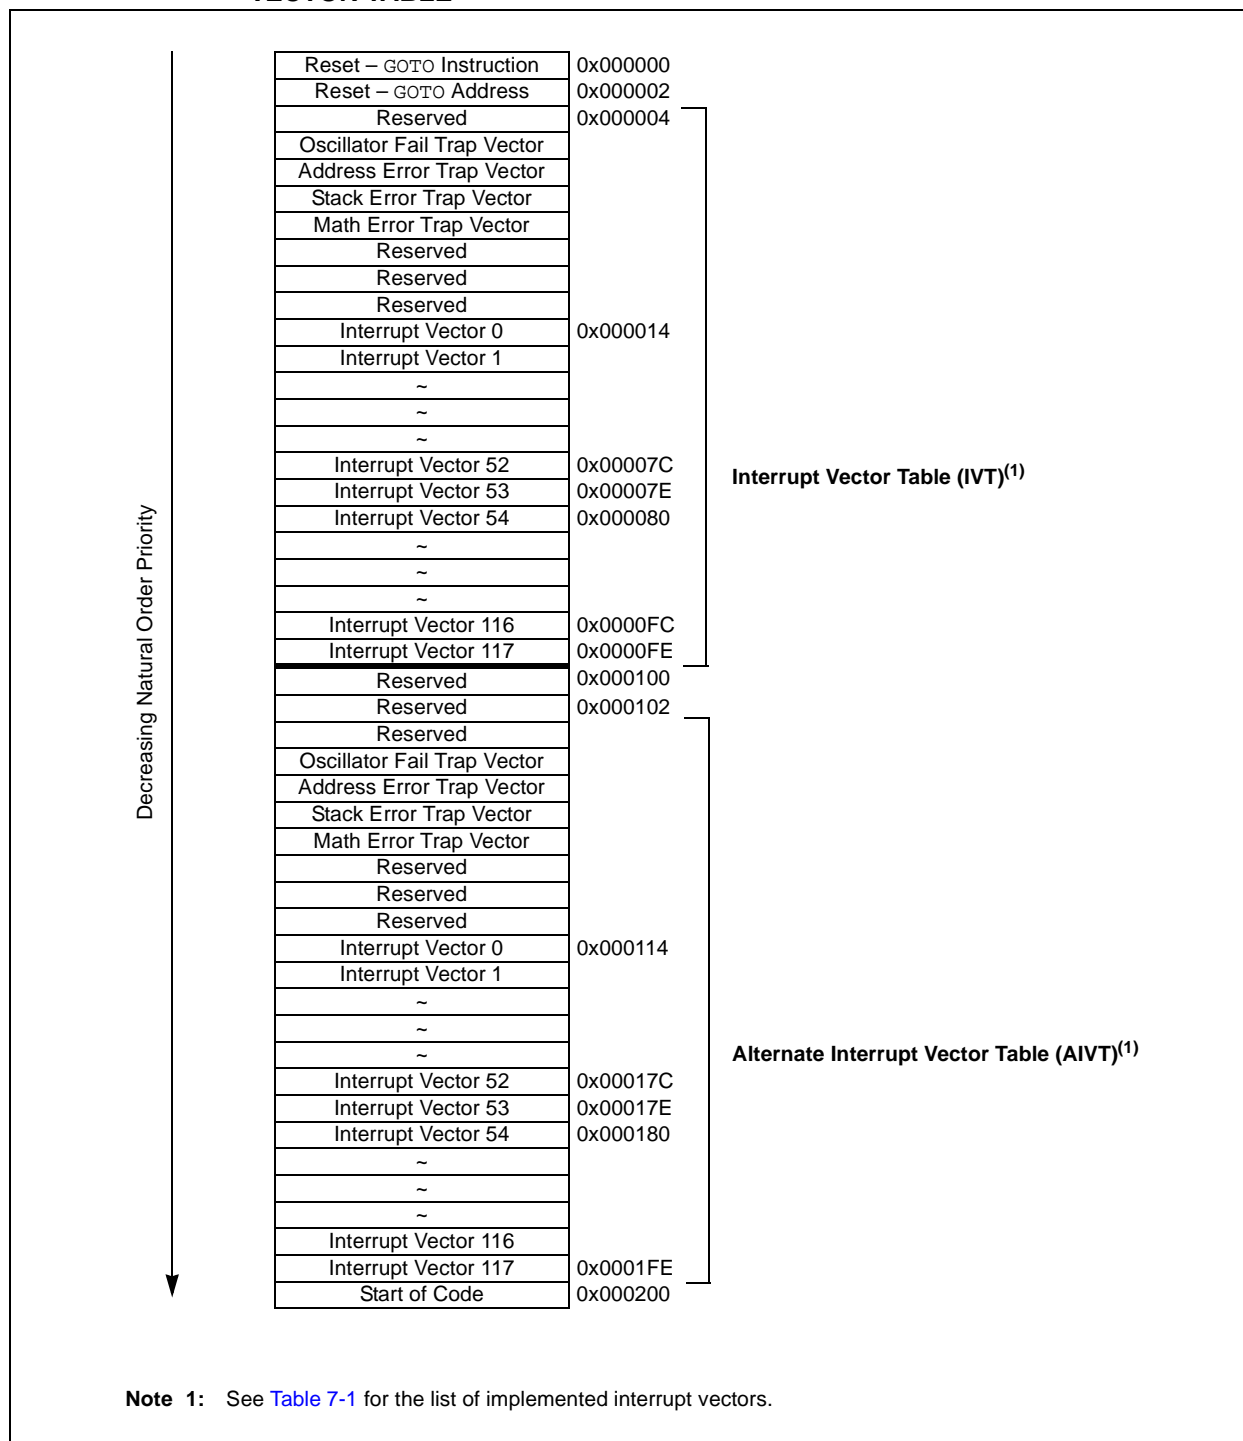 VECTOR TABLE
Reset – GOTO Instruction 0x000000
Reset – GOTO Address 0x000002
Reserved 0x000004
Oscillator Fail Trap Vector
Address Error Trap Vector
Stack Error Trap Vector
Math Error Trap Vector
Reserved
Reserved
Reserved
Interrupt Vector 0 0x000014
Interrupt Vector 1
~
~
~
Interrupt Vector 52 0x00007C
Interrupt Vector Table (IVT)(1)
Interrupt Vector 53 0x00007E
Interrupt Vector 54 0x000080
~
~
~
Interrupt Vector 116 0x0000FC
Interrupt Vector 117 0x0000FE
Decreasing Natural Order Priority
Reserved 0x000100
Reserved 0x000102
Reserved
Oscillator Fail Trap Vector
Address Error Trap Vector
Stack Error Trap Vector
Math Error Trap Vector
Reserved
Reserved
Reserved
Interrupt Vector 0 0x000114
Interrupt Vector 1
~
~
~
Alternate Interrupt Vector Table (AIVT)(1)
Interrupt Vector 52 0x00017C
Interrupt Vector 53 0x00017E
Interrupt Vector 54 0x000180
~
~
~
Interrupt Vector 116
Interrupt Vector 117 0x0001FE
Start of Code 0x000200
Note 1: See Table 7-1 for the list of implemented interrupt vectors.